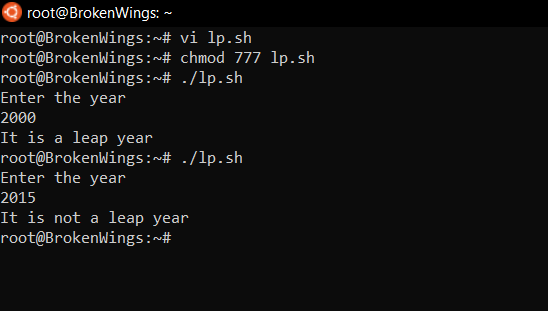 root@BrokenWings: ~
root@BrokenWings:~# vi lp.sh
root@BrokenWings:~# chmod 777 lp.sh
root@BrokenWings:~# ./lp.sh
Enter the year
2000
It is a leap year
root@BrokenWings:~# ./lp.sh
Enter the year
2015
It is not a leap year
root@BrokenWings:~#